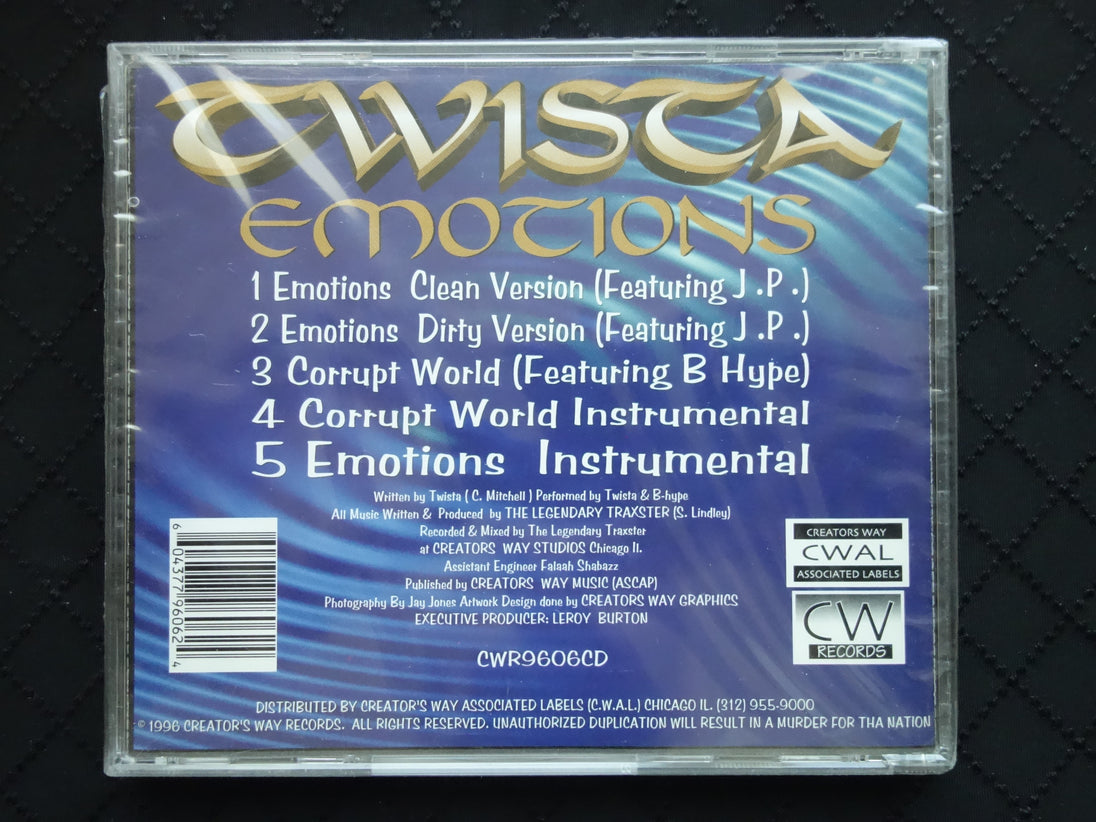 TWISTA
EMOTIONS
1 Emotions Clean Version (Featuring J .P .)
2 Emotions Dirty Version (Featuring J .P .)
3 Corrupt World (Featuring B Hype)
4 Corrupt World Instrumental
5 Emotions Instrumental
Written by Twista ( C. Mitchell ) Performed by Twista & B-hype
All Music Written & Produced by THE LEGENDARY TRAXSTER (S. Lindley)
Recorded & Mixed by The Legendary Traxster
at CREATORS WAY STUDIOS Chicago Il.
Assistant Engineer Falaah Shabazz
Published by CREATORS WAY MUSIC (ASCAP)
Photography By Jay Jones Artwork Design done by CREATORS WAY GRAPHICS
EXECUTIVE PRODUCER: LEROY BURTON
CWR9606CD
6 04377 96062 4
CREATORS WAY
CWAL
ASSOCIATED LABELS
CW
RECORDS
DISTRIBUTED BY CREATOR'S WAY ASSOCIATED LABELS (C.W.A.L.) CHICAGO IL. (312) 955-9000
© 1996 CREATOR'S WAY RECORDS. ALL RIGHTS RESERVED. UNAUTHORIZED DUPLICATION WILL RESULT IN A MURDER FOR THA NATION